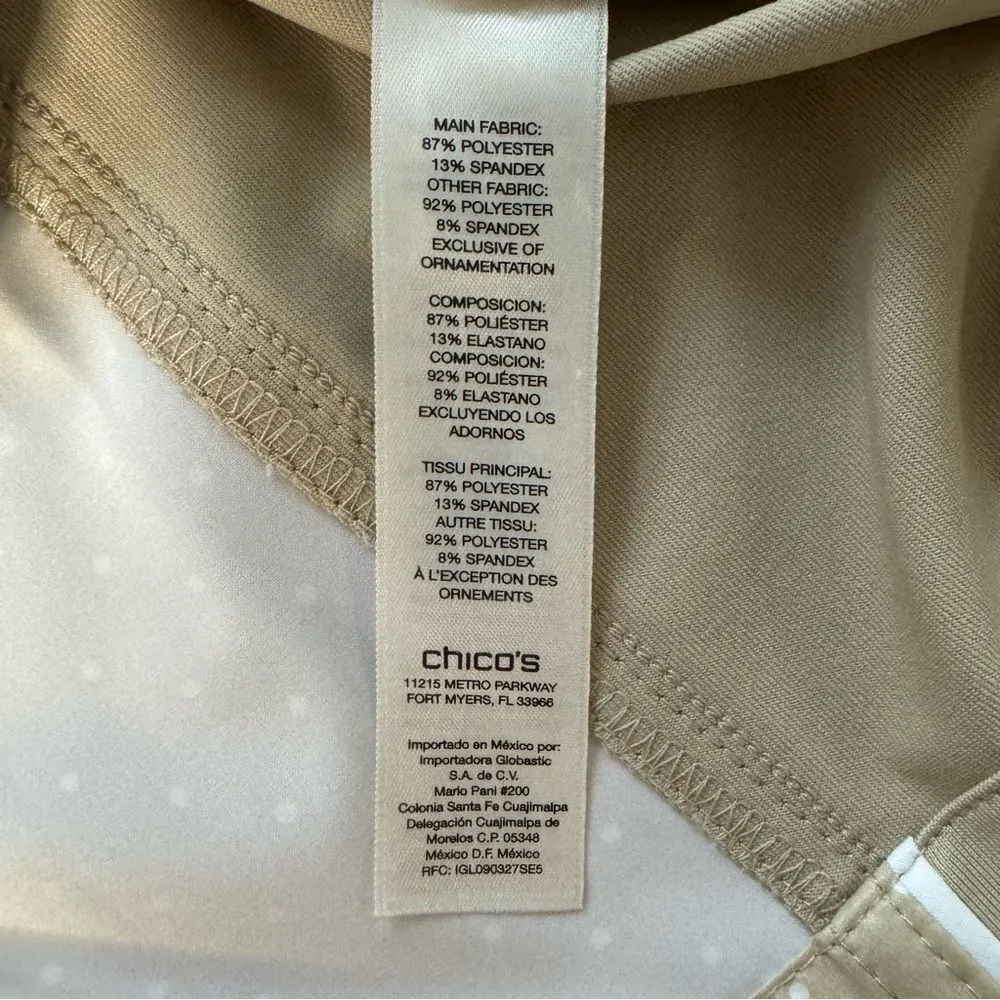 MAIN FABRIC:
87% POLYESTER
13% SPANDEX
OTHER FABRIC:
92% POLYESTER
8% SPANDEX
EXCLUSIVE OF
ORNAMENTATION
COMPOSICION:
87% POLIÉSTER
13% ELASTANO
COMPOSICION:
92% POLIÉSTER
8% ELASTANO
EXCLUYENDO LOS
ADORNOS
TISSU PRINCIPAL:
87% POLYESTER
13% SPANDEX
AUTRE TISSU:
92% POLYESTER
8% SPANDEX
À L'EXCEPTION DES
ORNEMENTS
chico's
11215 METRO PARKWAY
FORT MYERS, FL 33966
Importado en México por:
Importadora Globastic
S.A. de C.V.
Mario Pani #200
Colonia Santa Fe Cuajimalpa
Delegación Cuajimalpa de
Morelos C.P. 05348
México D.F. México
RFC: IGL090327SE5